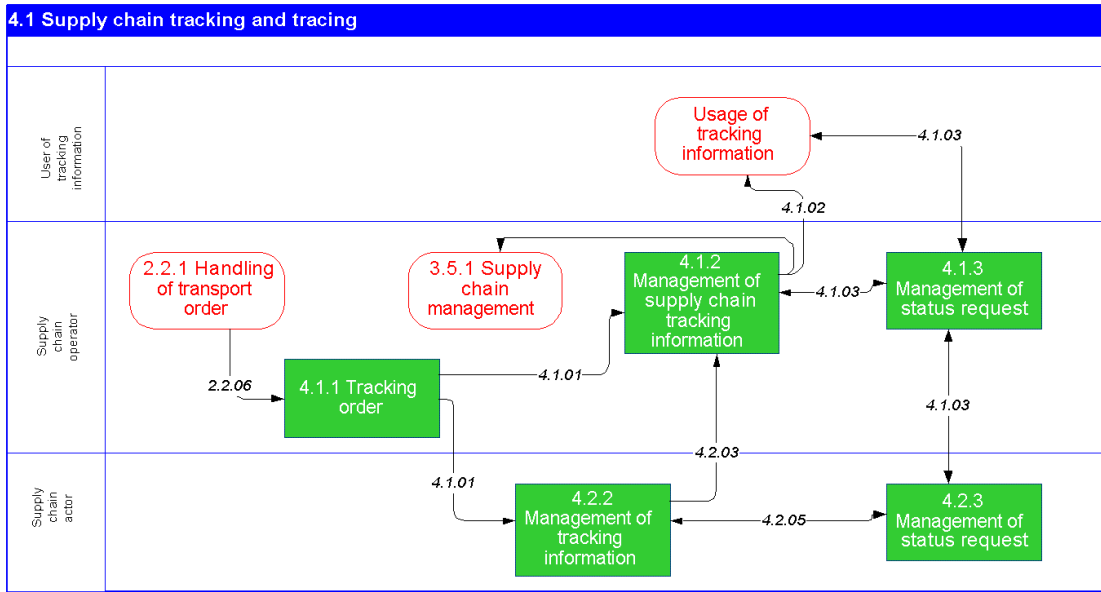 4.1 Supply chain tracking and tracing
User of
tracking
information
Usage of
tracking
information
4.1.03
4.1.02
Supply
chain
operator
2.2.1 Handling
of transport
order
3.5.1 Supply
chain
management
4.1.2
Management of
supply chain
tracking
information
4.1.03
4.1.3
Management of
status request
2.2.06
4.1.1 Tracking
order
4.1.01
4.1.03
4.2.03
Supply
chain
actor
4.1.01
4.2.2
Management of
tracking
information
4.2.05
4.2.3
Management of
status request